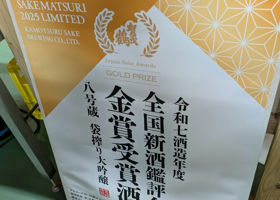 SAKEMATSURI
2025 LIMITED
KAMOTSURU SAKE
BREWING CO., LTD.
GOLD PRIZE
令和七酒造年度
全国新酒鑑評会
金賞受賞酒
八号蔵 袋搾り大吟醸